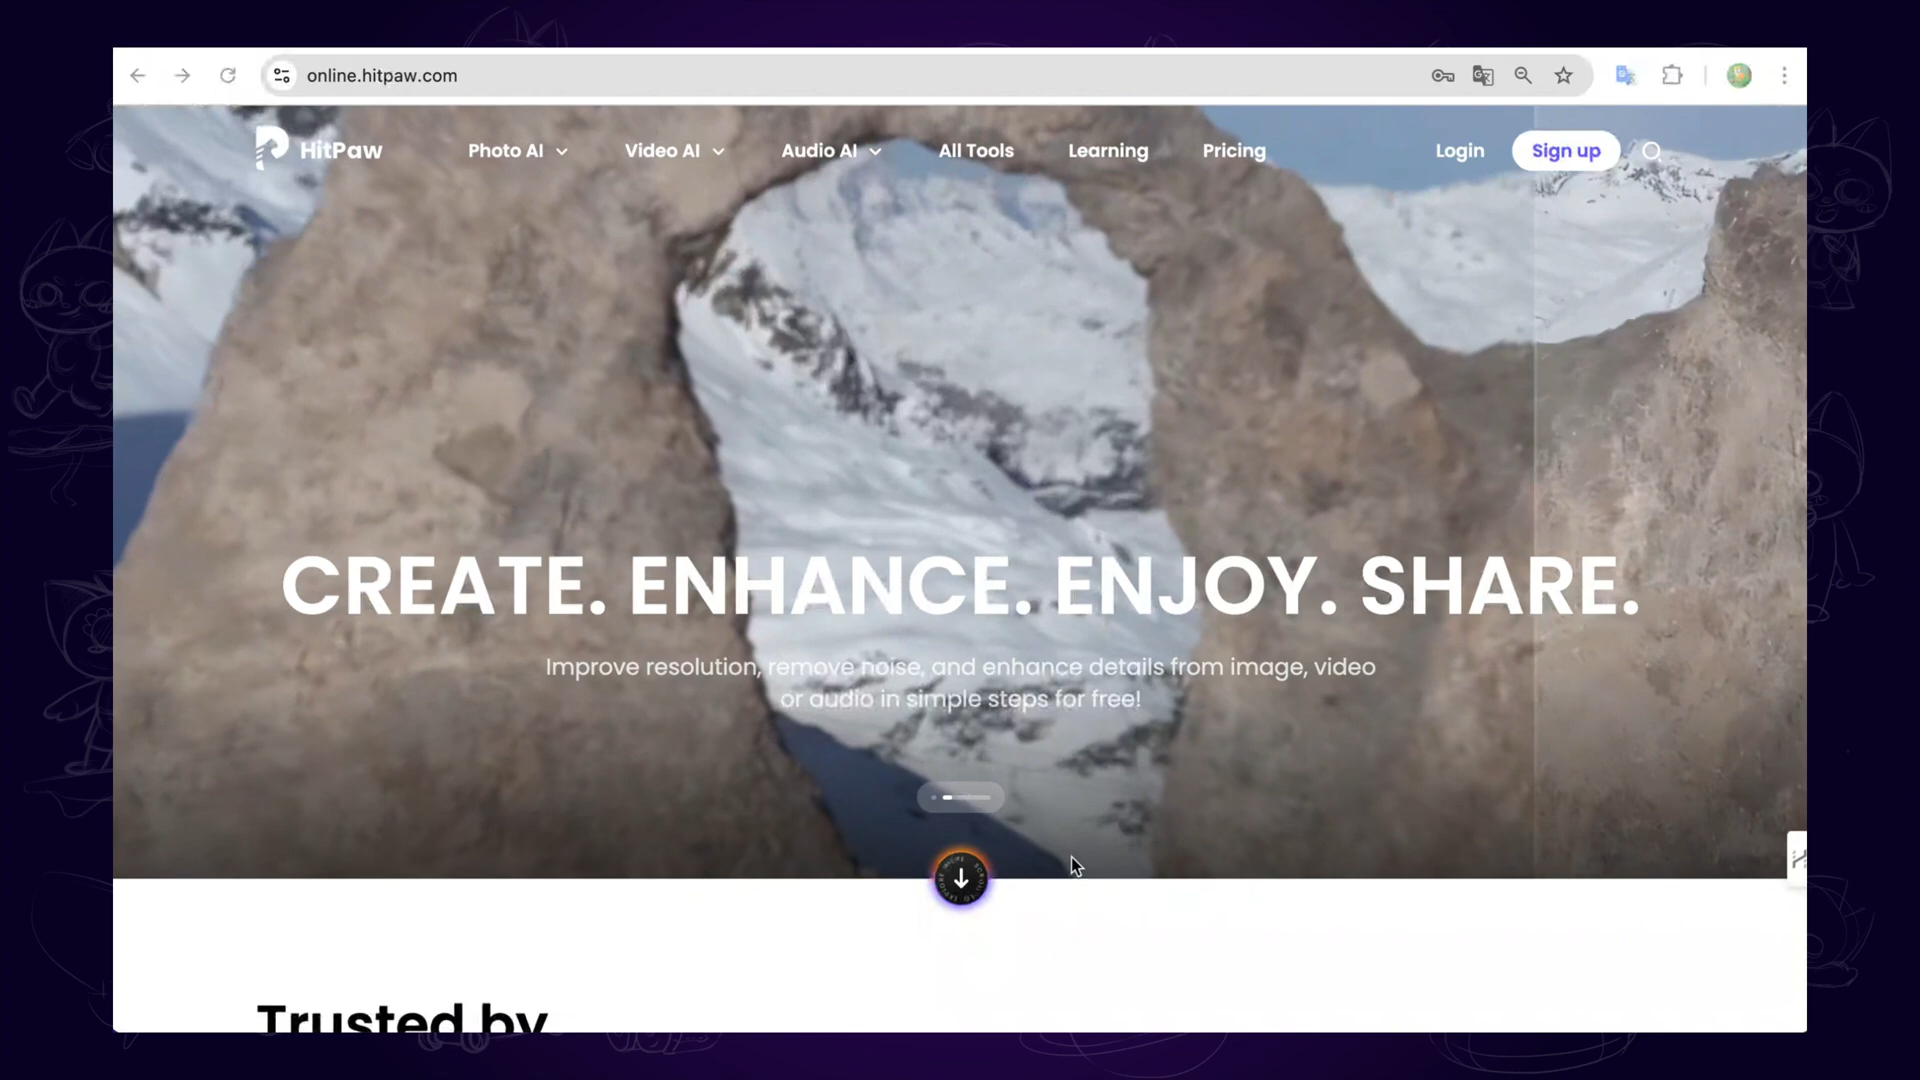 online.hitpaw.com
HitPaw
Photo AI
Video AI
Audio AI
All Tools
Learning
Pricing
Login
Sign up
CREATE. ENHANCE. ENJOY. SHARE.
Improve resolution, remove noise, and enhance details from image, video
or audio in simple steps for free!
Trusted by